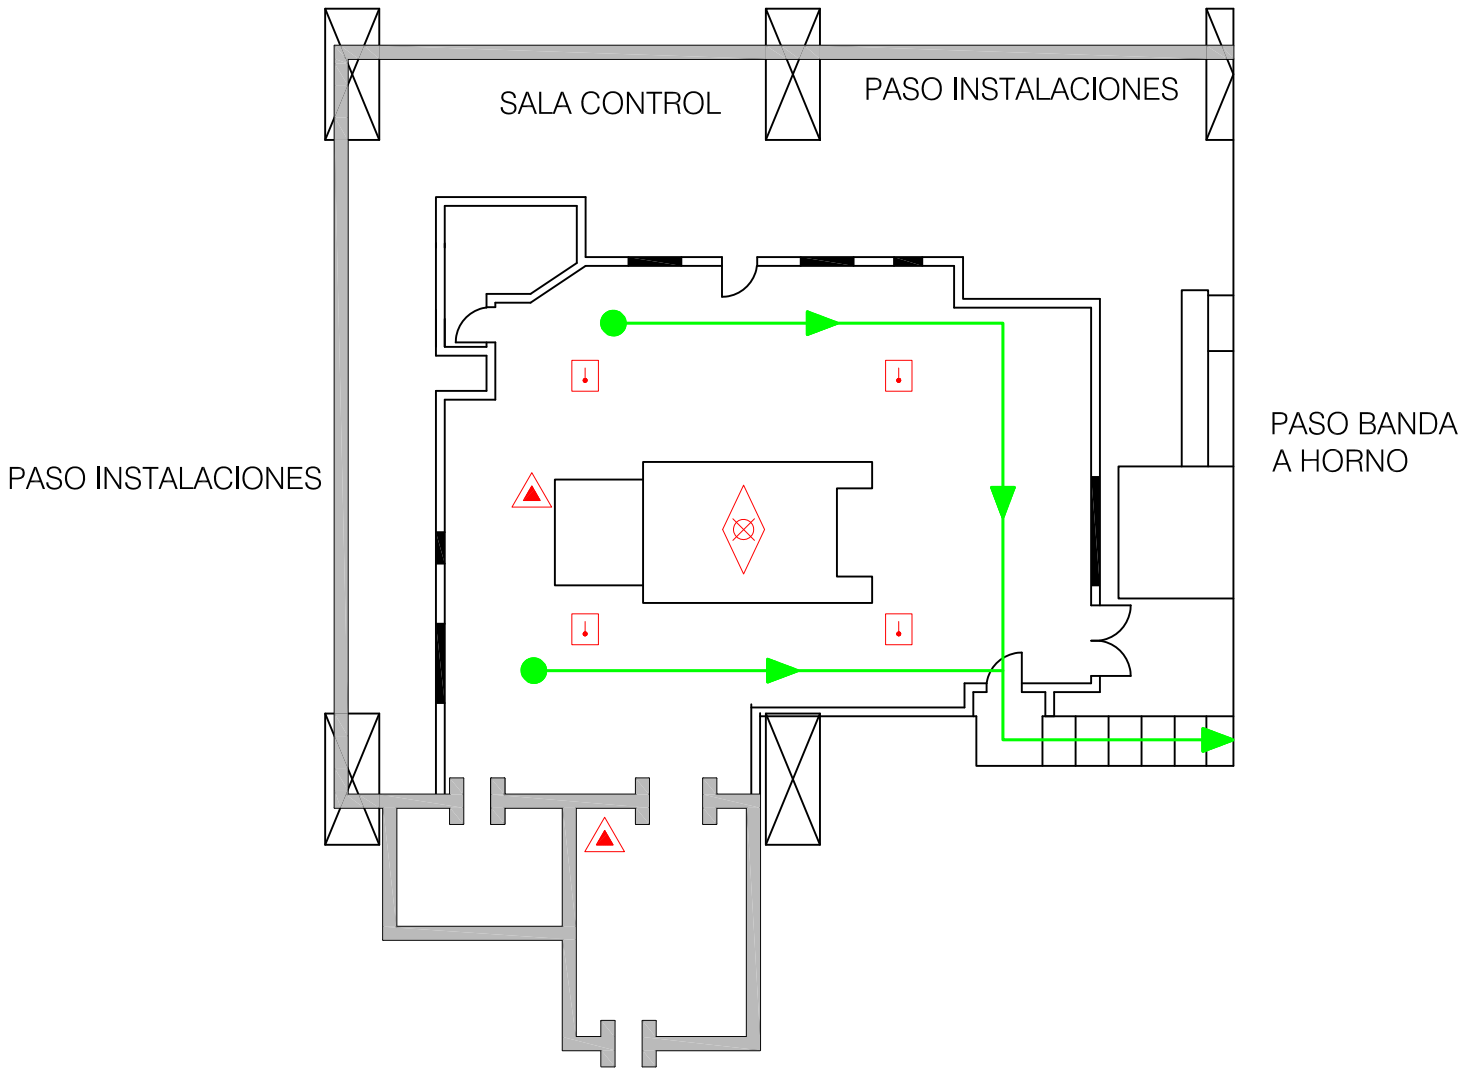 SALA CONTROL
PASO INSTALACIONES
PASO BANDA
A HORNO
PASO INSTALACIONES